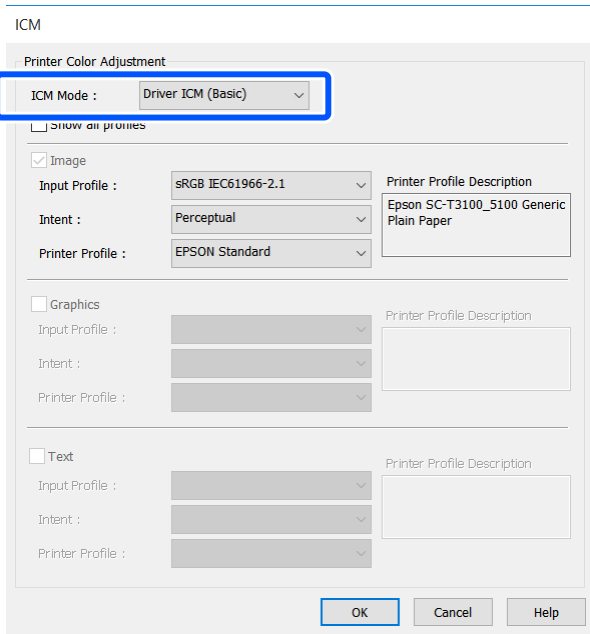 ICM
Printer Color Adjustment
ICM Mode : Driver ICM (Basic)
Show all profiles
Image
Input Profile : sRGB IEC61966-2.1 Printer Profile Description
Epson SC-T3100_5100 Generic
Plain Paper
Intent : Perceptual
Printer Profile : EPSON Standard
Graphics
Input Profile : Printer Profile Description
Intent :
Printer Profile :
Text
Input Profile : Printer Profile Description
Intent :
Printer Profile :
OK Cancel Help